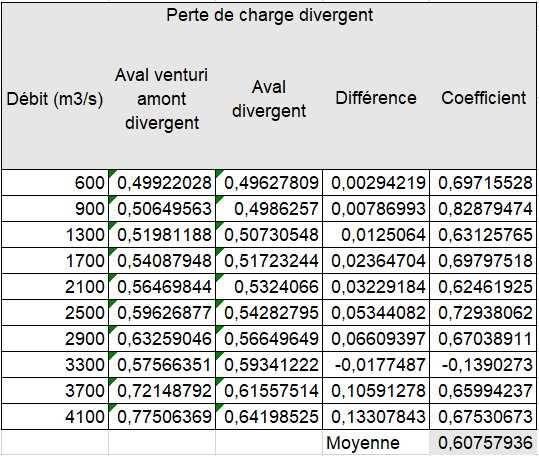 Perte de charge divergent
Débit (m3/s) Aval venturi amont divergent Aval divergent Différence Coefficient
600 0,49922028 0,49627809 0,00294219 0,69715528
900 0,50649563 0,4986257 0,00786993 0,82879474
1300 0,51981188 0,50730548 0,0125064 0,63125765
1700 0,54087948 0,51723244 0,02364704 0,69797518
2100 0,56469844 0,5324066 0,03229184 0,62461925
2500 0,59626877 0,54282795 0,05344082 0,72938062
2900 0,63259046 0,56649649 0,06609397 0,67038911
3300 0,57566351 0,59341222 -0,0177487 -0,1390273
3700 0,72148792 0,61557514 0,10591278 0,65994237
4100 0,77506369 0,64198525 0,13307843 0,67530673
Moyenne 0,60757936